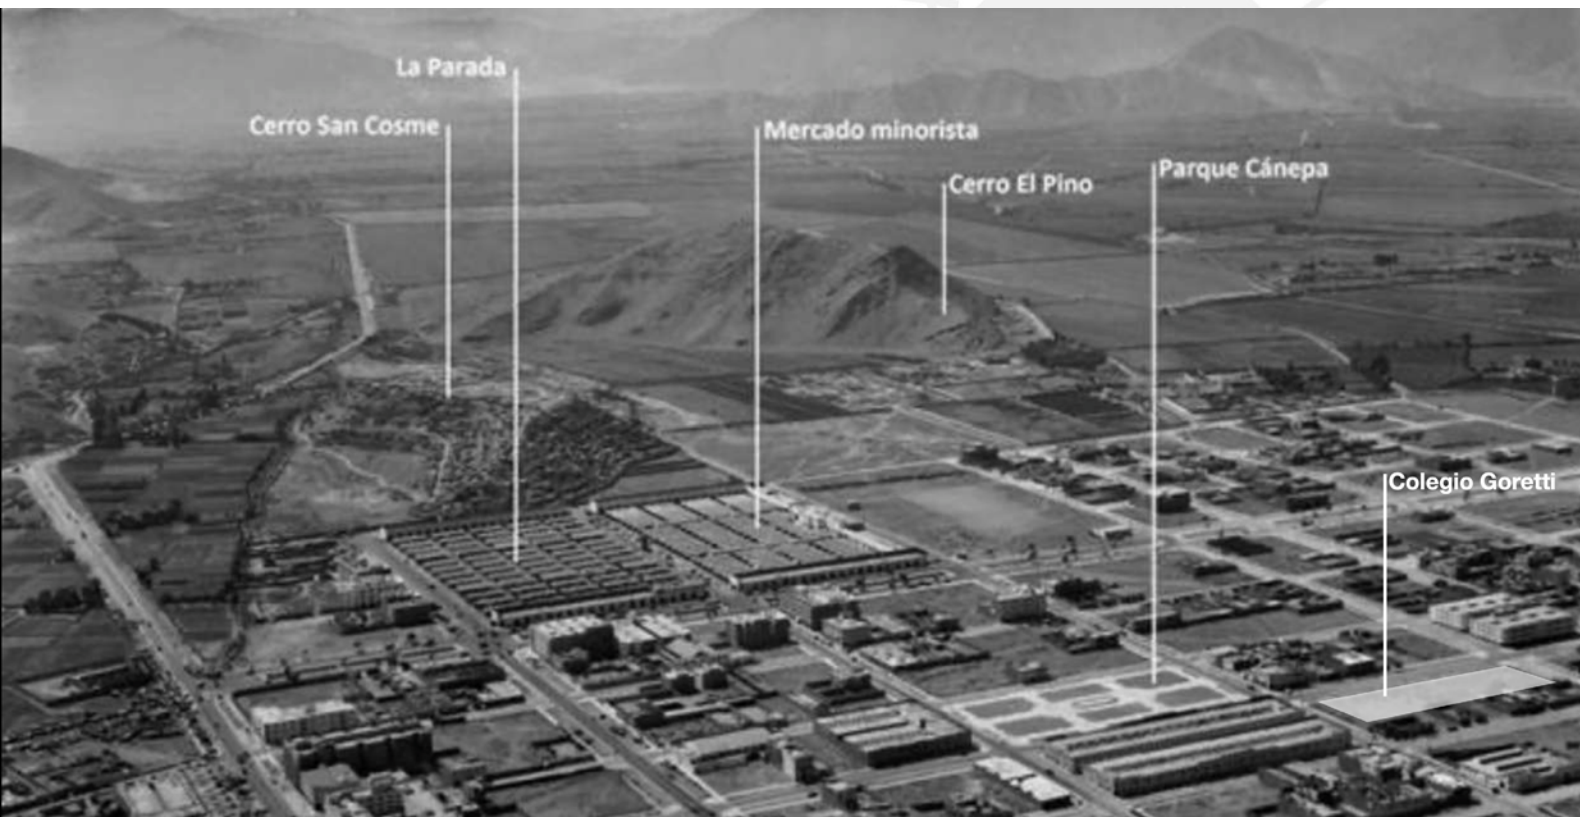 La Parada
Cerro San Cosme
Mercado minorista
Parque Cánepa
Cerro El Pino
Colegio Goretti